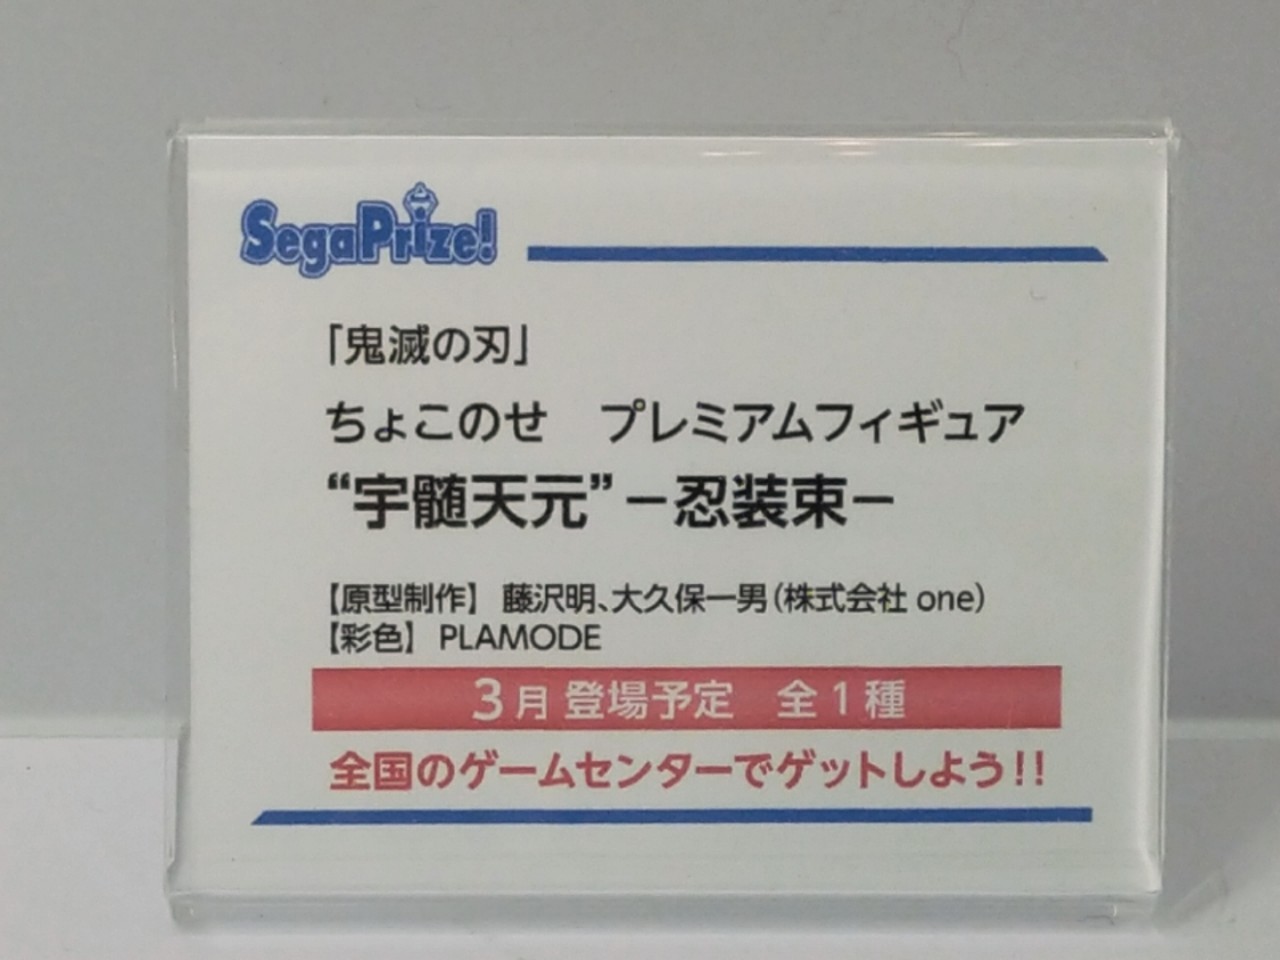 SegaPrize!
「鬼滅の刃」
ちょこのせ　プレミアムフィギュア
“宇髄天元”－忍装束－
【原型制作】 藤沢明、大久保一男(株式会社 one)
【彩色】 PLAMODE
3月 登場予定　全1種
全国のゲームセンターでゲットしよう!!